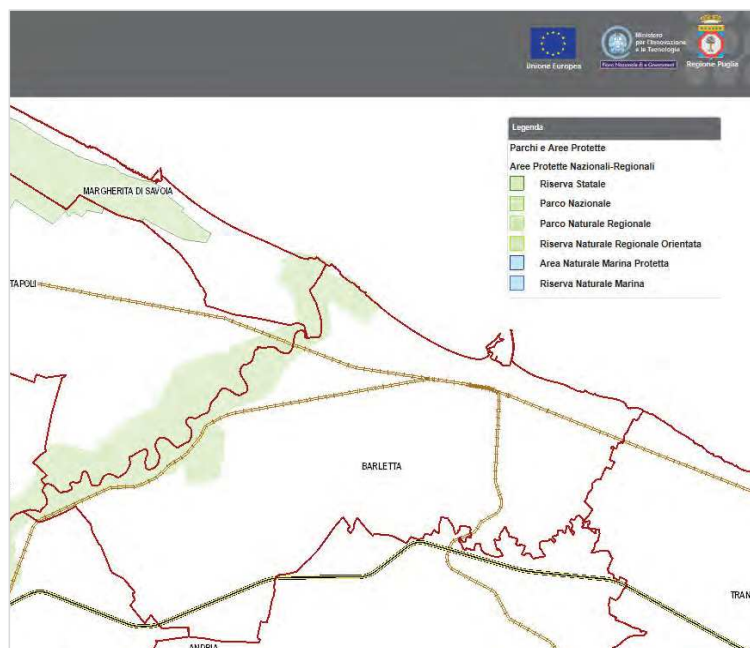 Unione Europea
Ministero
per l'Innovazione
e le Tecnologie
Regione Puglia
Legenda
Parchi e Aree Protette
Aree Protette Nazionali-Regionali
Riserva Statale
Parco Nazionale
Parco Naturale Regionale
Riserva Naturale Regionale Orientata
Area Naturale Marina Protetta
Riserva Naturale Marina
MARGHERITA DI SAVOIA
TAPOLI
BARLETTA
TRAN
ANDRIA